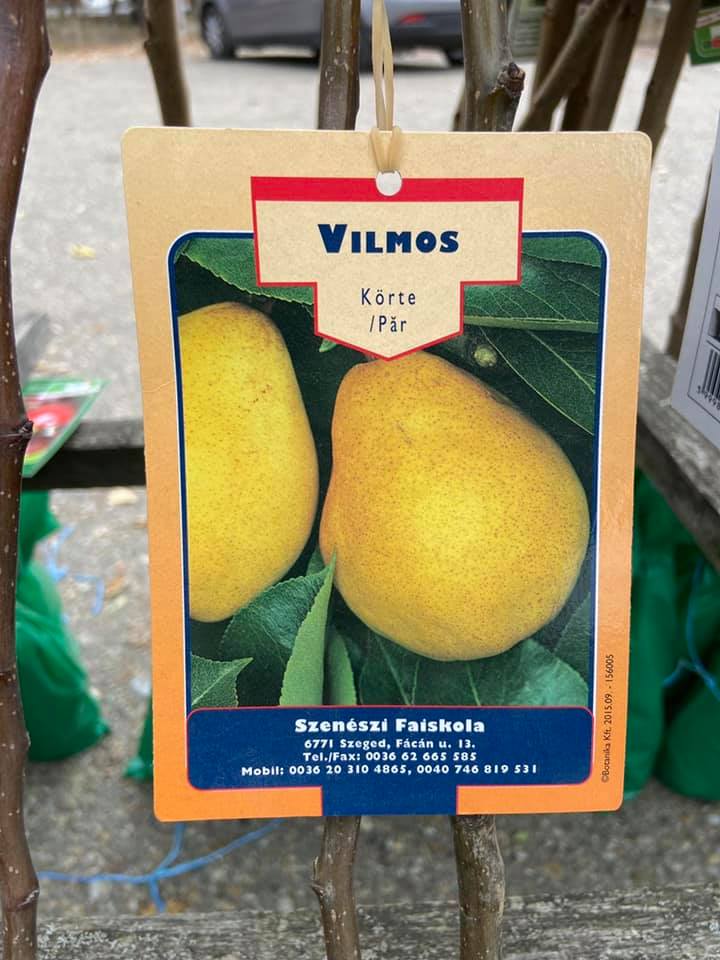 VILMOS
Körte
/Păr
Szenészi Faiskola
6771 Szeged, Fácán u. 13.
Tel./Fax: 0036 62 665 585
Mobil: 0036 20 310 4865, 0040 746 819 531
©Botanika Kft. 2015.09. - 156005